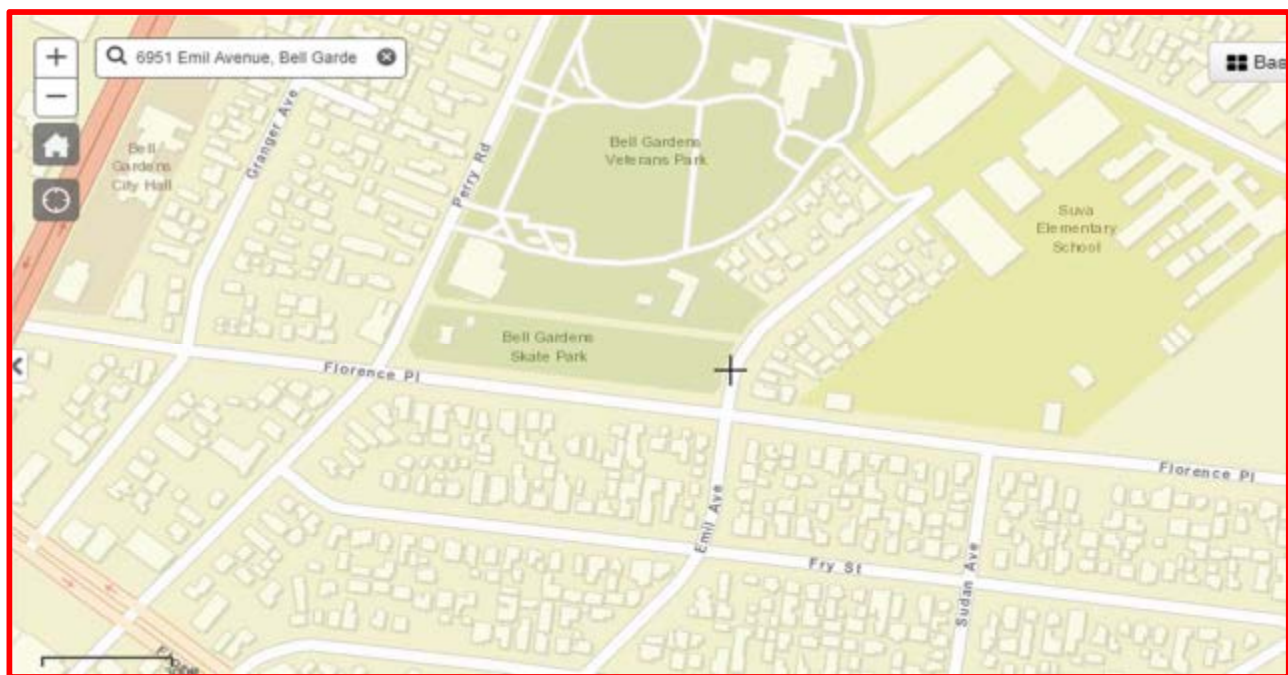 +
6951 Emil Avenue, Bell Garde
Bas
−
Bell
Gardens
City Hall
Granger Ave
Perry Rd
Bell Gardens
Veterans Park
Suva
Elementary
School
Bell Gardens
Skate Park
Florence Pl
Florence Pl
Emil Ave
Fry St
Sudan Ave